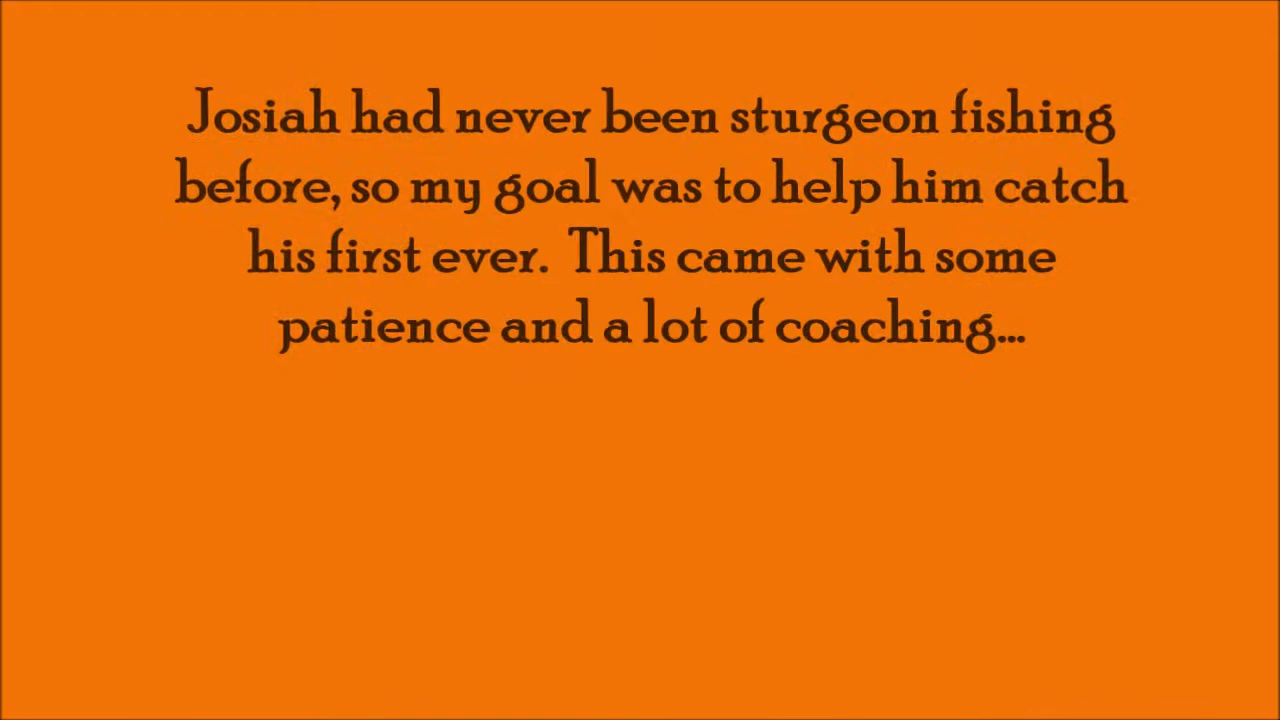 Josiah had never been sturgeon fishing
before, so my goal was to help him catch
his first ever.  This came with some
patience and a lot of coaching...